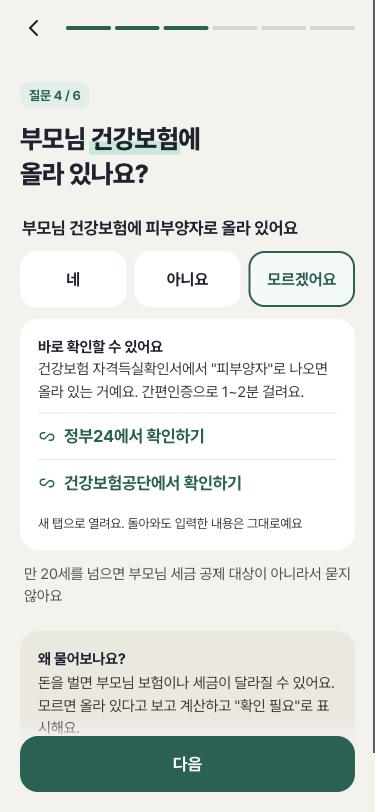 질문 4 / 6
부모님 건강보험에
올라 있나요?
부모님 건강보험에 피부양자로 올라 있어요
네
아니요
모르겠어요
바로 확인할 수 있어요
건강보험 자격득실확인서에서 "피부양자"로 나오면
올라 있는 거예요. 간편인증으로 1~2분 걸려요.
정부24에서 확인하기
건강보험공단에서 확인하기
새 탭으로 열려요. 돌아와도 입력한 내용은 그대로예요
만 20세를 넘으면 부모님 세금 공제 대상이 아니라서 묻지
않아요
왜 물어보나요?
돈을 벌면 부모님 보험이나 세금이 달라질 수 있어요.
모르면 올라 있다고 보고 계산하고 "확인 필요"로 표
시해요.
다음